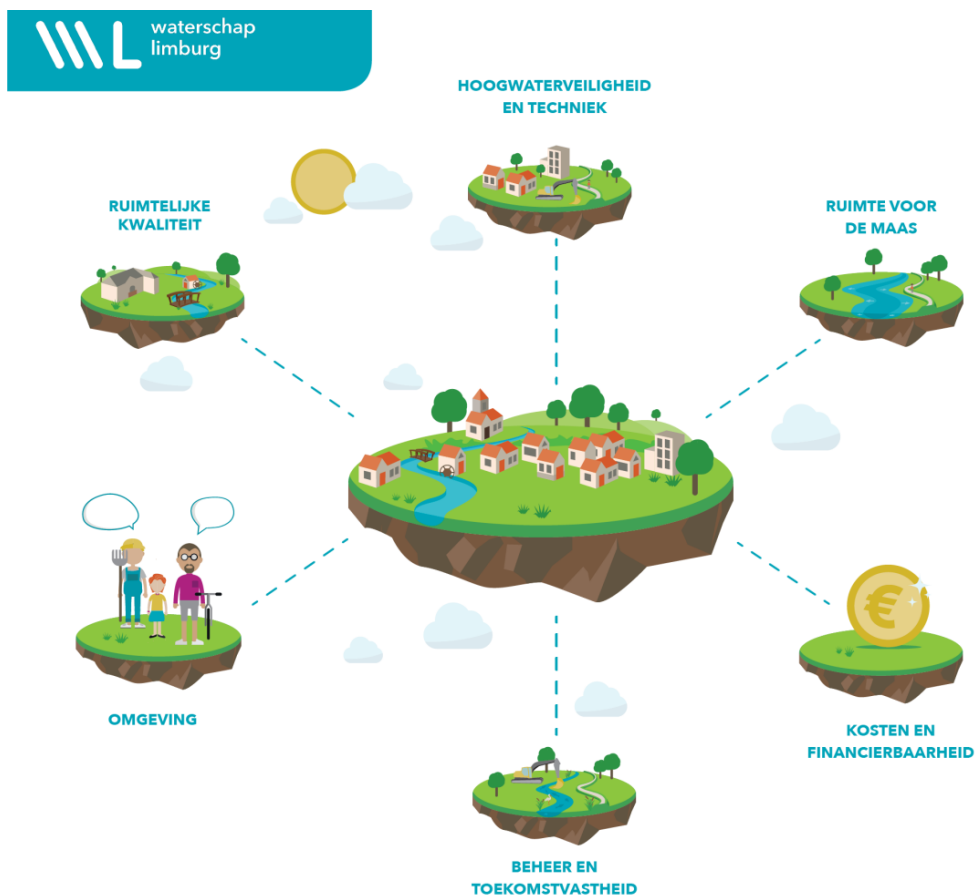 waterschap
limburg
HOOGWATERVEILIGHEID
EN TECHNIEK
RUIMTELIJKE
KWALITEIT
RUIMTE VOOR
DE MAAS
€
OMGEVING
KOSTEN EN
FINANCIERBAARHEID
BEHEER EN
TOEKOMSTVASTHEID